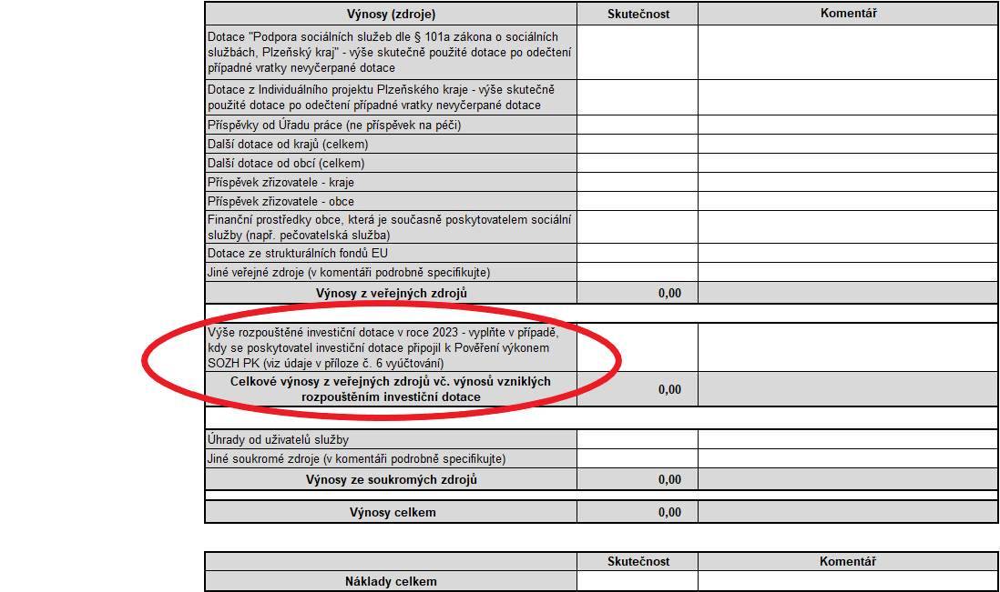 Výnosy (zdroje) Skutečnost Komentář
Dotace "Podpora sociálních služeb dle § 101a zákona o sociálních
službách, Plzeňský kraj" - výše skutečně použité dotace po odečtení
případné vratky nevyčerpané dotace
Dotace z Individuálního projektu Plzeňského kraje - výše skutečně
použité dotace po odečtení případné vratky nevyčerpané dotace
Příspěvky od Úřadu práce (ne příspěvek na péči)
Další dotace od krajů (celkem)
Další dotace od obcí (celkem)
Příspěvek zřizovatele - kraje
Příspěvek zřizovatele - obce
Finanční prostředky obce, která je současně poskytovatelem sociální
služby (např. pečovatelská služba)
Dotace ze strukturálních fondů EU
Jiné veřejné zdroje (v komentáři podrobně specifikujte)
Výnosy z veřejných zdrojů 0,00
Výše rozpouštěné investiční dotace v roce 2023 - vyplňte v případě,
kdy se poskytovatel investiční dotace připojil k Pověření výkonem
SOZH PK (viz údaje v příloze č. 6 vyúčtování)
Celkové výnosy z veřejných zdrojů vč. výnosů vzniklých
rozpouštěním investiční dotace 0,00
Úhrady od uživatelů služby
Jiné soukromé zdroje (v komentáři podrobně specifikujte)
Výnosy ze soukromých zdrojů 0,00
Výnosy celkem 0,00
Skutečnost Komentář
Náklady celkem